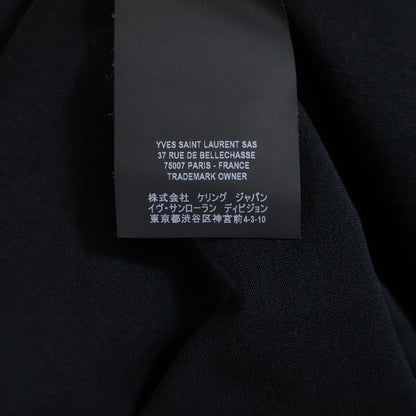 YVES SAINT LAURENT SAS
37 RUE DE BELLECHASSE
75007 PARIS - FRANCE
TRADEMARK OWNER
株式会社 ケリング ジャパン
イヴ・サンローラン ディビジョン
東京都渋谷区神宮前4-3-10